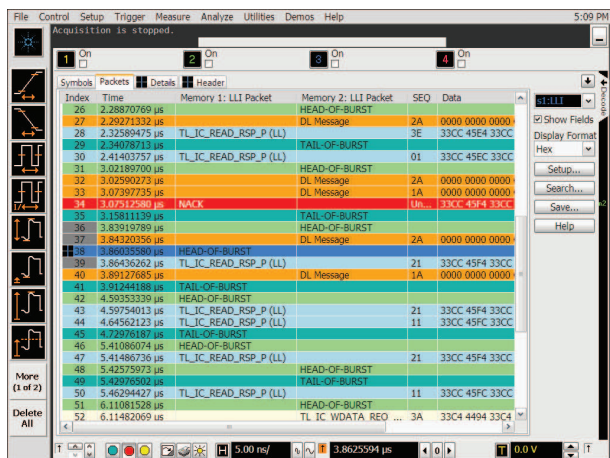 File Control Setup Trigger Measure Analyze Utilities Demos Help 5:09 PM
Acquisition is stopped.
1 On 2 On 3 On 4 On
Symbols Packets Details Header
Index Time Memory 1: LLI Packet Memory 2: LLI Packet SEQ Data
26 2.28870769 µs HEAD-OF-BURST
27 2.29271332 µs DL Message 2A 0000 0000 0000
28 2.32589475 µs TL_IC_READ_RSP_P (LL) 3E 33CC 45E4 33CC
29 2.34078713 µs TAIL-OF-BURST
30 2.41403757 µs TL_IC_READ_RSP_P (LL) 01 33CC 45EC 33CC
31 3.02189700 µs HEAD-OF-BURST
32 3.02590273 µs DL Message 2A 0000 0000 0000
33 3.07397735 µs DL Message 1A 0000 0000 0000
34 3.07512580 µs NACK Un... 33CC 45F4 33CC
35 3.15811139 µs TAIL-OF-BURST
36 3.83919789 µs HEAD-OF-BURST
37 3.84320356 µs DL Message 2A 0000 0000 0000
38 3.86035580 µs HEAD-OF-BURST
39 3.86436262 µs TL_IC_READ_RSP_P (LL) 21 33CC 45F4 33CC
40 3.89127685 µs DL Message 1A 0000 0000 0000
41 3.91244188 µs TAIL-OF-BURST
42 4.59353339 µs HEAD-OF-BURST
43 4.59754013 µs TL_IC_READ_RSP_P (LL) 21 33CC 45F4 33CC
44 4.64562123 µs TL_IC_READ_RSP_P (LL) 11 33CC 45FC 33CC
45 4.72976187 µs TAIL-OF-BURST
46 5.41086074 µs HEAD-OF-BURST
47 5.41486736 µs TL_IC_READ_RSP_P (LL) 21 33CC 45F4 33CC
48 5.42575973 µs HEAD-OF-BURST
49 5.42976502 µs TAIL-OF-BURST
50 5.46294427 µs TL_IC_READ_RSP_P (LL) 11 33CC 45FC 33CC
51 6.11081528 µs HEAD-OF-BURST
52 6.11482069 µs TL_IC_WDATA_REQ ... 3A 33C4 4494 33C4
Decode
s1:LLI
Show Fields
Display Format
Hex
Setup...
Search...
Save...
Help
More
(1 of 2)
Delete
All
H 5.00 ns/ 3.8625594 µs 0 T 0.0 V